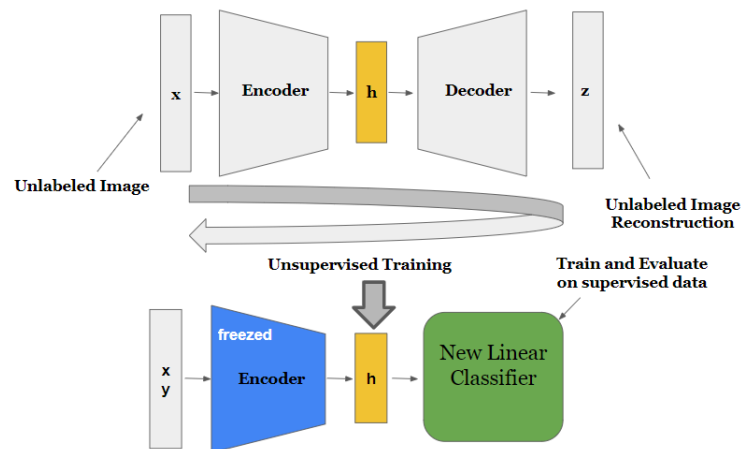 x
Encoder
h
Decoder
z
Unlabeled Image
Unlabeled Image
Reconstruction
Unsupervised Training
Train and Evaluate
on supervised data
x
y
freezed
Encoder
h
New Linear
Classifier